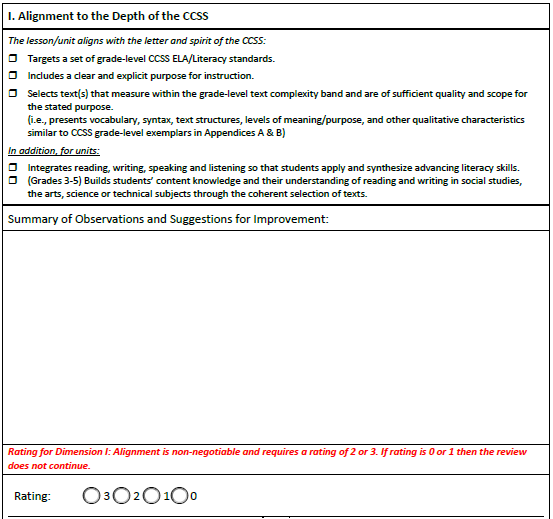 I. Alignment to the Depth of the CCSS
The lesson/unit aligns with the letter and spirit of the CCSS:
Targets a set of grade-level CCSS ELA/Literacy standards.
Includes a clear and explicit purpose for instruction.
Selects text(s) that measure within the grade-level text complexity band and are of sufficient quality and scope for
the stated purpose.
(i.e., presents vocabulary, syntax, text structures, levels of meaning/purpose, and other qualitative characteristics
similar to CCSS grade-level exemplars in Appendices A & B)
In addition, for units:
Integrates reading, writing, speaking and listening so that students apply and synthesize advancing literacy skills.
(Grades 3-5) Builds students' content knowledge and their understanding of reading and writing in social studies,
the arts, science or technical subjects through the coherent selection of texts.
Summary of Observations and Suggestions for Improvement:
Rating for Dimension I: Alignment is non-negotiable and requires a rating of 2 or 3. If rating is 0 or 1 then the review
does not continue.
Rating: 3 2 1 0